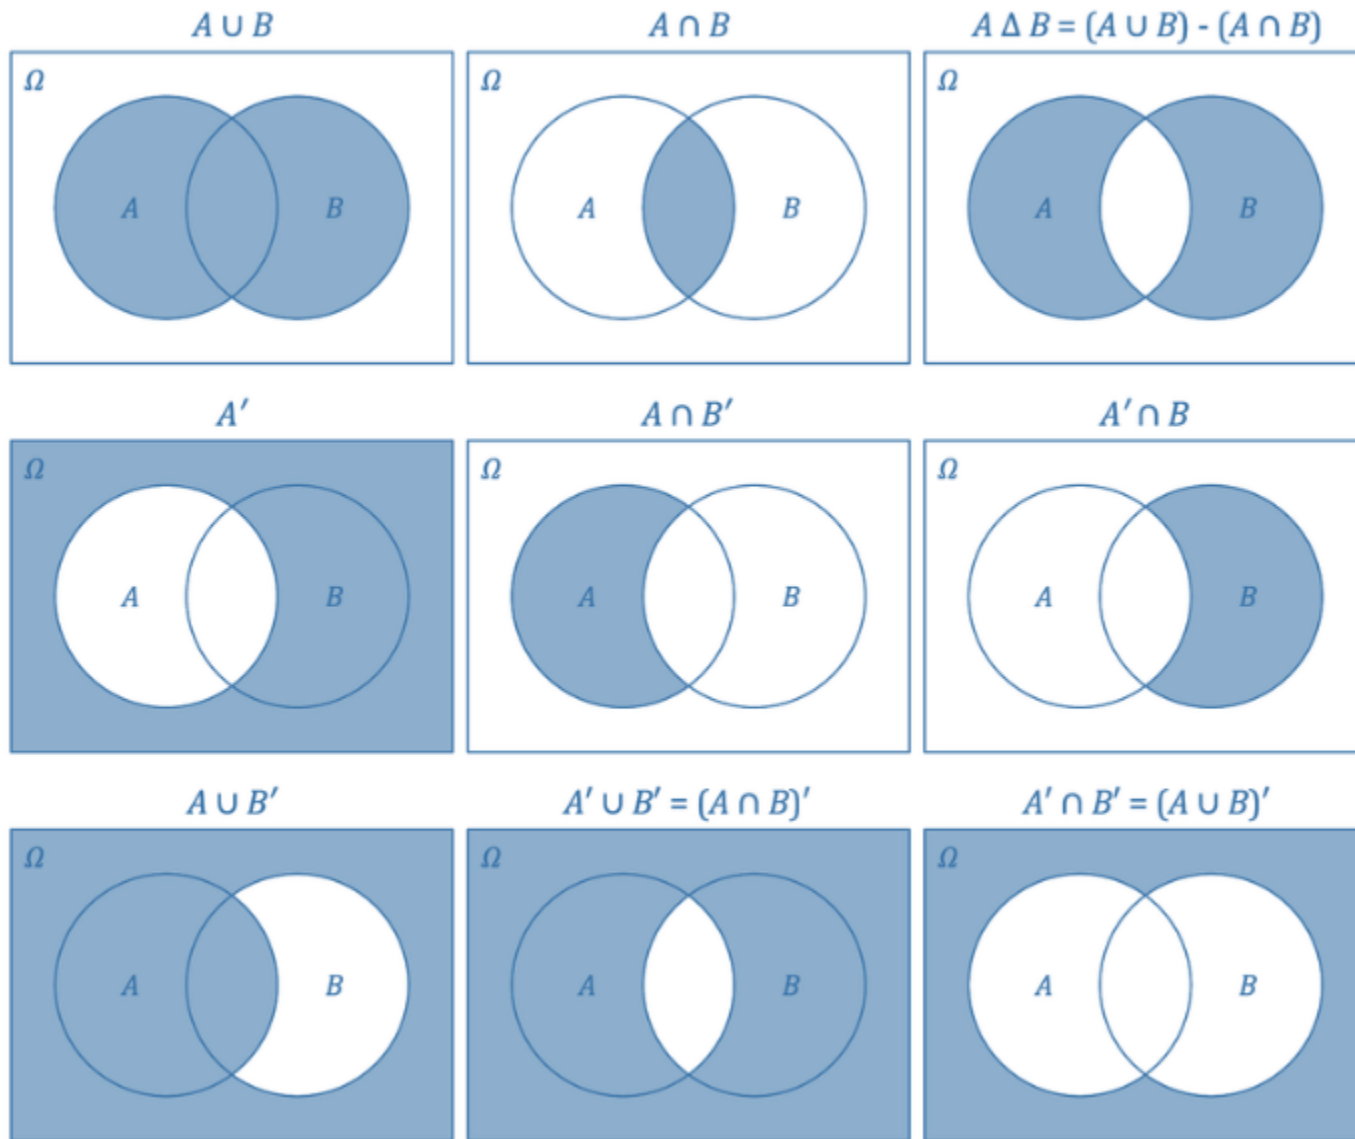 A ∪ B
A ∩ B
A Δ B = (A ∪ B) - (A ∩ B)
Ω
A
B
Ω
A
B
Ω
A
B
A′
A ∩ B′
A′ ∩ B
Ω
A
B
Ω
A
B
Ω
A
B
A ∪ B′
A′ ∪ B′ = (A ∩ B)′
A′ ∩ B′ = (A ∪ B)′
Ω
A
B
Ω
A
B
Ω
A
B